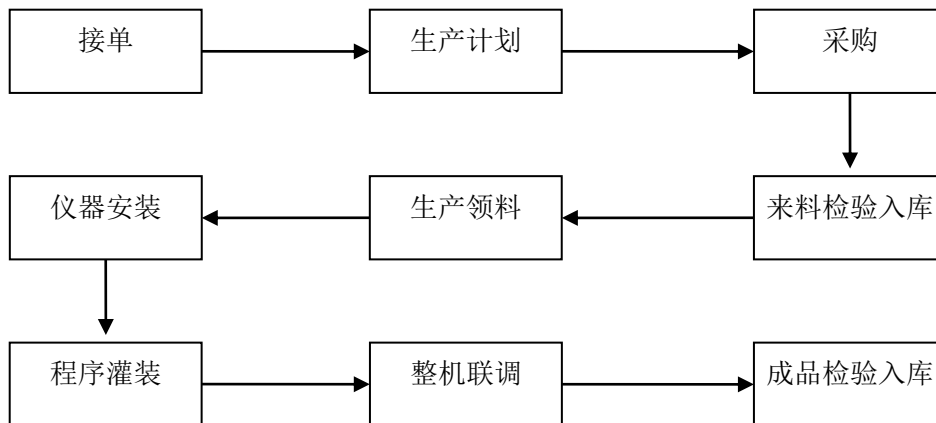 接单
生产计划
采购
来料检验入库
生产领料
仪器安装
程序灌装
整机联调
成品检验入库